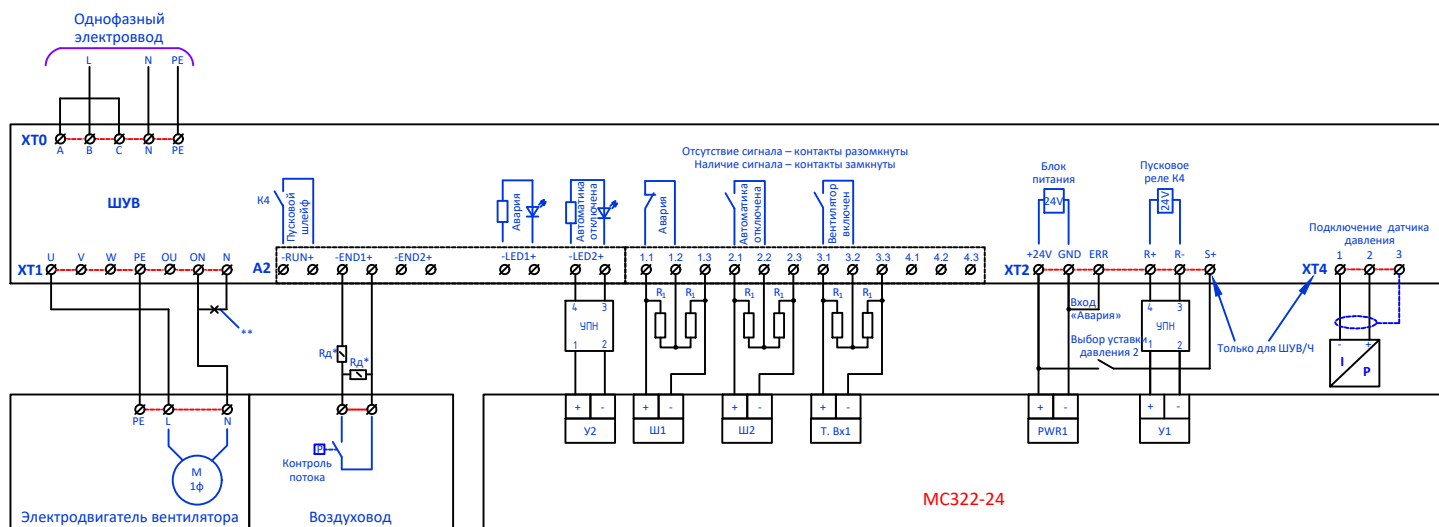 Однофазный
электроввод
L N PE
XT0
A B C N PE
Отсутствие сигнала – контакты разомкнуты
Наличие сигнала – контакты замкнуты
ШУВ
К4
Пусковой
шлейф
Авария
Автоматика
отключена
Авария
Автоматика
отключена
Вентилятор
включен
Блок
питания
24V
Пусковое
реле К4
24V
Подключение датчика
давления
XT1
U V W PE OU ON N
A2
-RUN+ -END1+ -END2+ -LED1+ -LED2+ 1.1 1.2 1.3 2.1 2.2 2.3 3.1 3.2 3.3 4.1 4.2 4.3
XT2
+24V GND ERR R+ R- S+
XT4
1 2 3
**
Rд*
Rд*
4 3
УПН
1 2
R1 R1 R1 R1 R1 R1
Вход
«Авария»
Выбор уставки
давления 2
4 3
УПН
1 2
Только для ШУВ/Ч
- +
I P
PE L N
М
1ф
Электродвигатель вентилятора
P
Контроль
потока
Воздуховод
+ -
У2
+ -
Ш1
+ -
Ш2
+ -
Т. Вх1
+ -
PWR1
+ -
У1
МС322-24